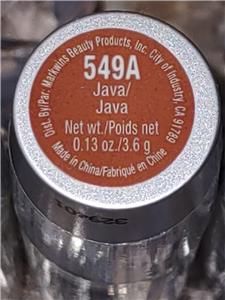 Dist. By/Par: Markwins Beauty Products, Inc. City of Industry, CA 91789
549A
Java/
Java
Net wt./Poids net
0.13 oz./3.6 g
Made in China/Fabriqué en Chine